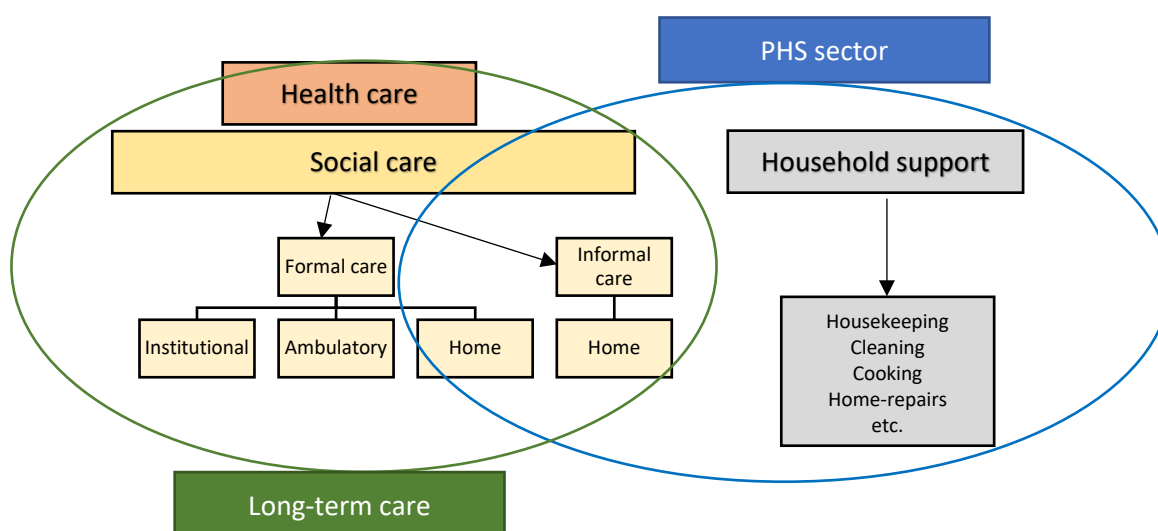 PHS sector
Health care
Social care
Household support
Formal care
Informal
care
Institutional
Ambulatory
Home
Home
Housekeeping
Cleaning
Cooking
Home-repairs
etc.
Long-term care